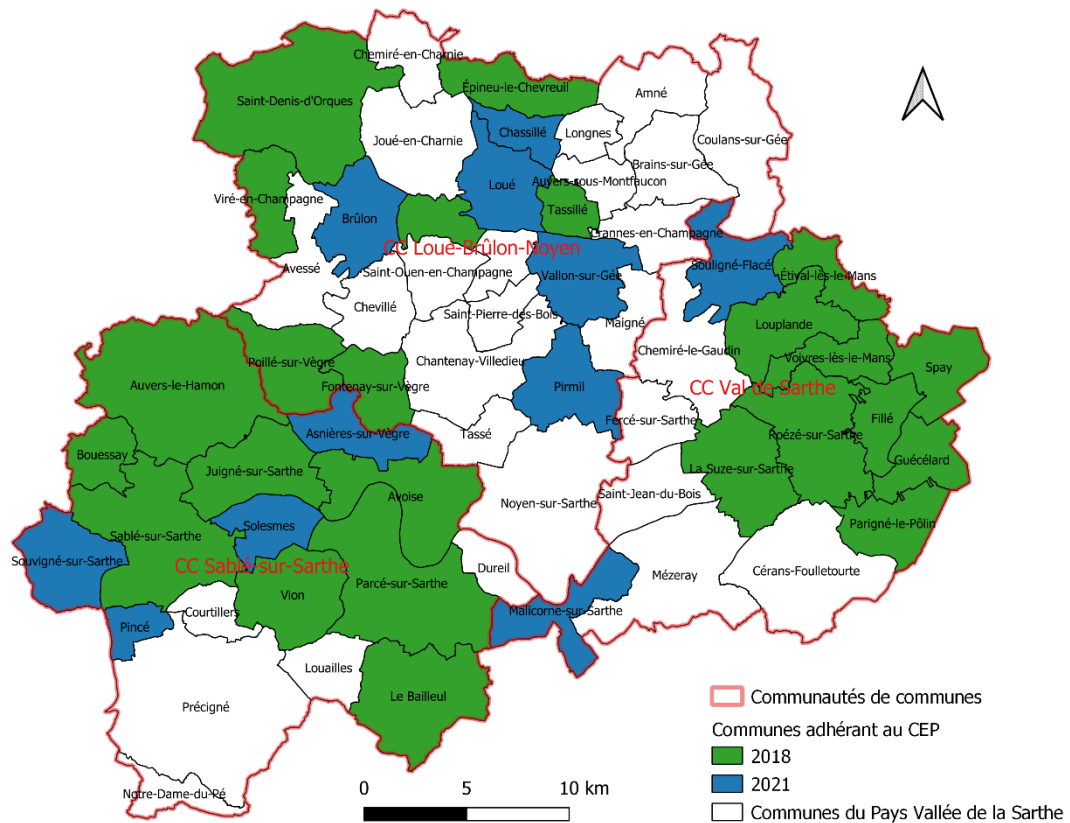 Chemiré-en-Charnie
Saint-Denis-d'Orques
Épineu-le-Chevreuil
Amné
Joué-en-Charnie
Chassillé
Longnes
Coulans-sur-Gée
Brains-sur-Gée
Loué
Auvers-sous-Montfaucon
Viré-en-Champagne
Brûlon
Tassillé
Crannes-en-Champagne
CC Loué-Brûlon-Noyen
Avessé
Saint-Ouen-en-Champagne
Vallon-sur-Gée
Souligné-Flacé
Étival-lès-le-Mans
Chevillé
Saint-Pierre-des-Bois
Maigné
Louplande
Chemiré-le-Gaudin
Voivres-lès-le-Mans
Poillé-sur-Vègre
Chantenay-Villedieu
Spay
Auvers-le-Hamon
Fontenay-sur-Vègre
Pirmil
CC Val de Sarthe
Fercé-sur-Sarthe
Fillé
Asnières-sur-Vègre
Tassé
Roézé-sur-Sarthe
Bouessay
Juigné-sur-Sarthe
La Suze-sur-Sarthe
Guécélard
Avoise
Saint-Jean-du-Bois
Noyen-sur-Sarthe
Parigné-le-Pôlin
Solesmes
Sablé-sur-Sarthe
Souvigné-sur-Sarthe
CC Sablé-sur-Sarthe
Dureil
Mézeray
Cérans-Foulletourte
Parcé-sur-Sarthe
Vion
Courtillers
Malicorne-sur-Sarthe
Pincé
Louailles
Le Bailleul
Précigné
Notre-Dame-du-Pé
0 5 10 km
Communautés de communes
Communes adhérant au CEP
2018
2021
Communes du Pays Vallée de la Sarthe